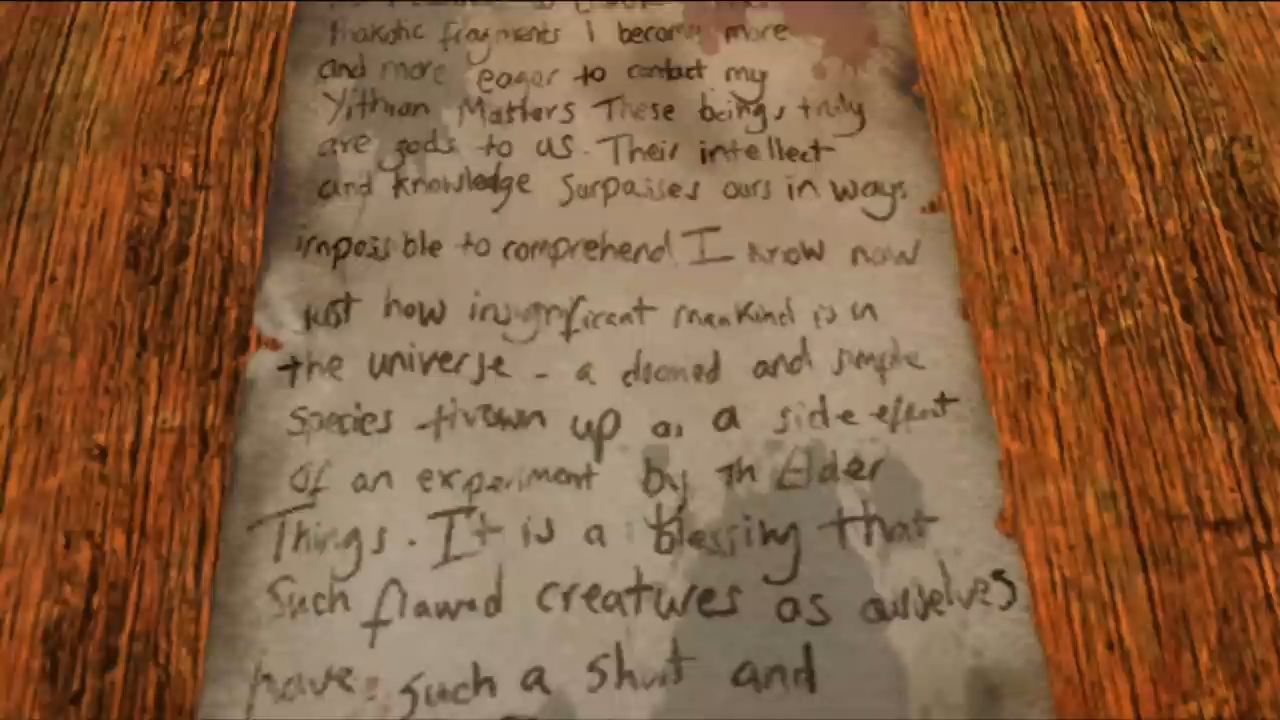 fragments I become more
and more eager to contact my
Yithian Masters These beings truly
are gods to us. Their intellect
and knowledge surpasses ours in ways
impossible to comprehend I know now
just how insignificant mankind is in
the universe - a doomed and simple
species thrown up as a side effect
of an experiment by th Elder
Things. It is a blessing that
such flawed creatures as ourselves
have such a short and